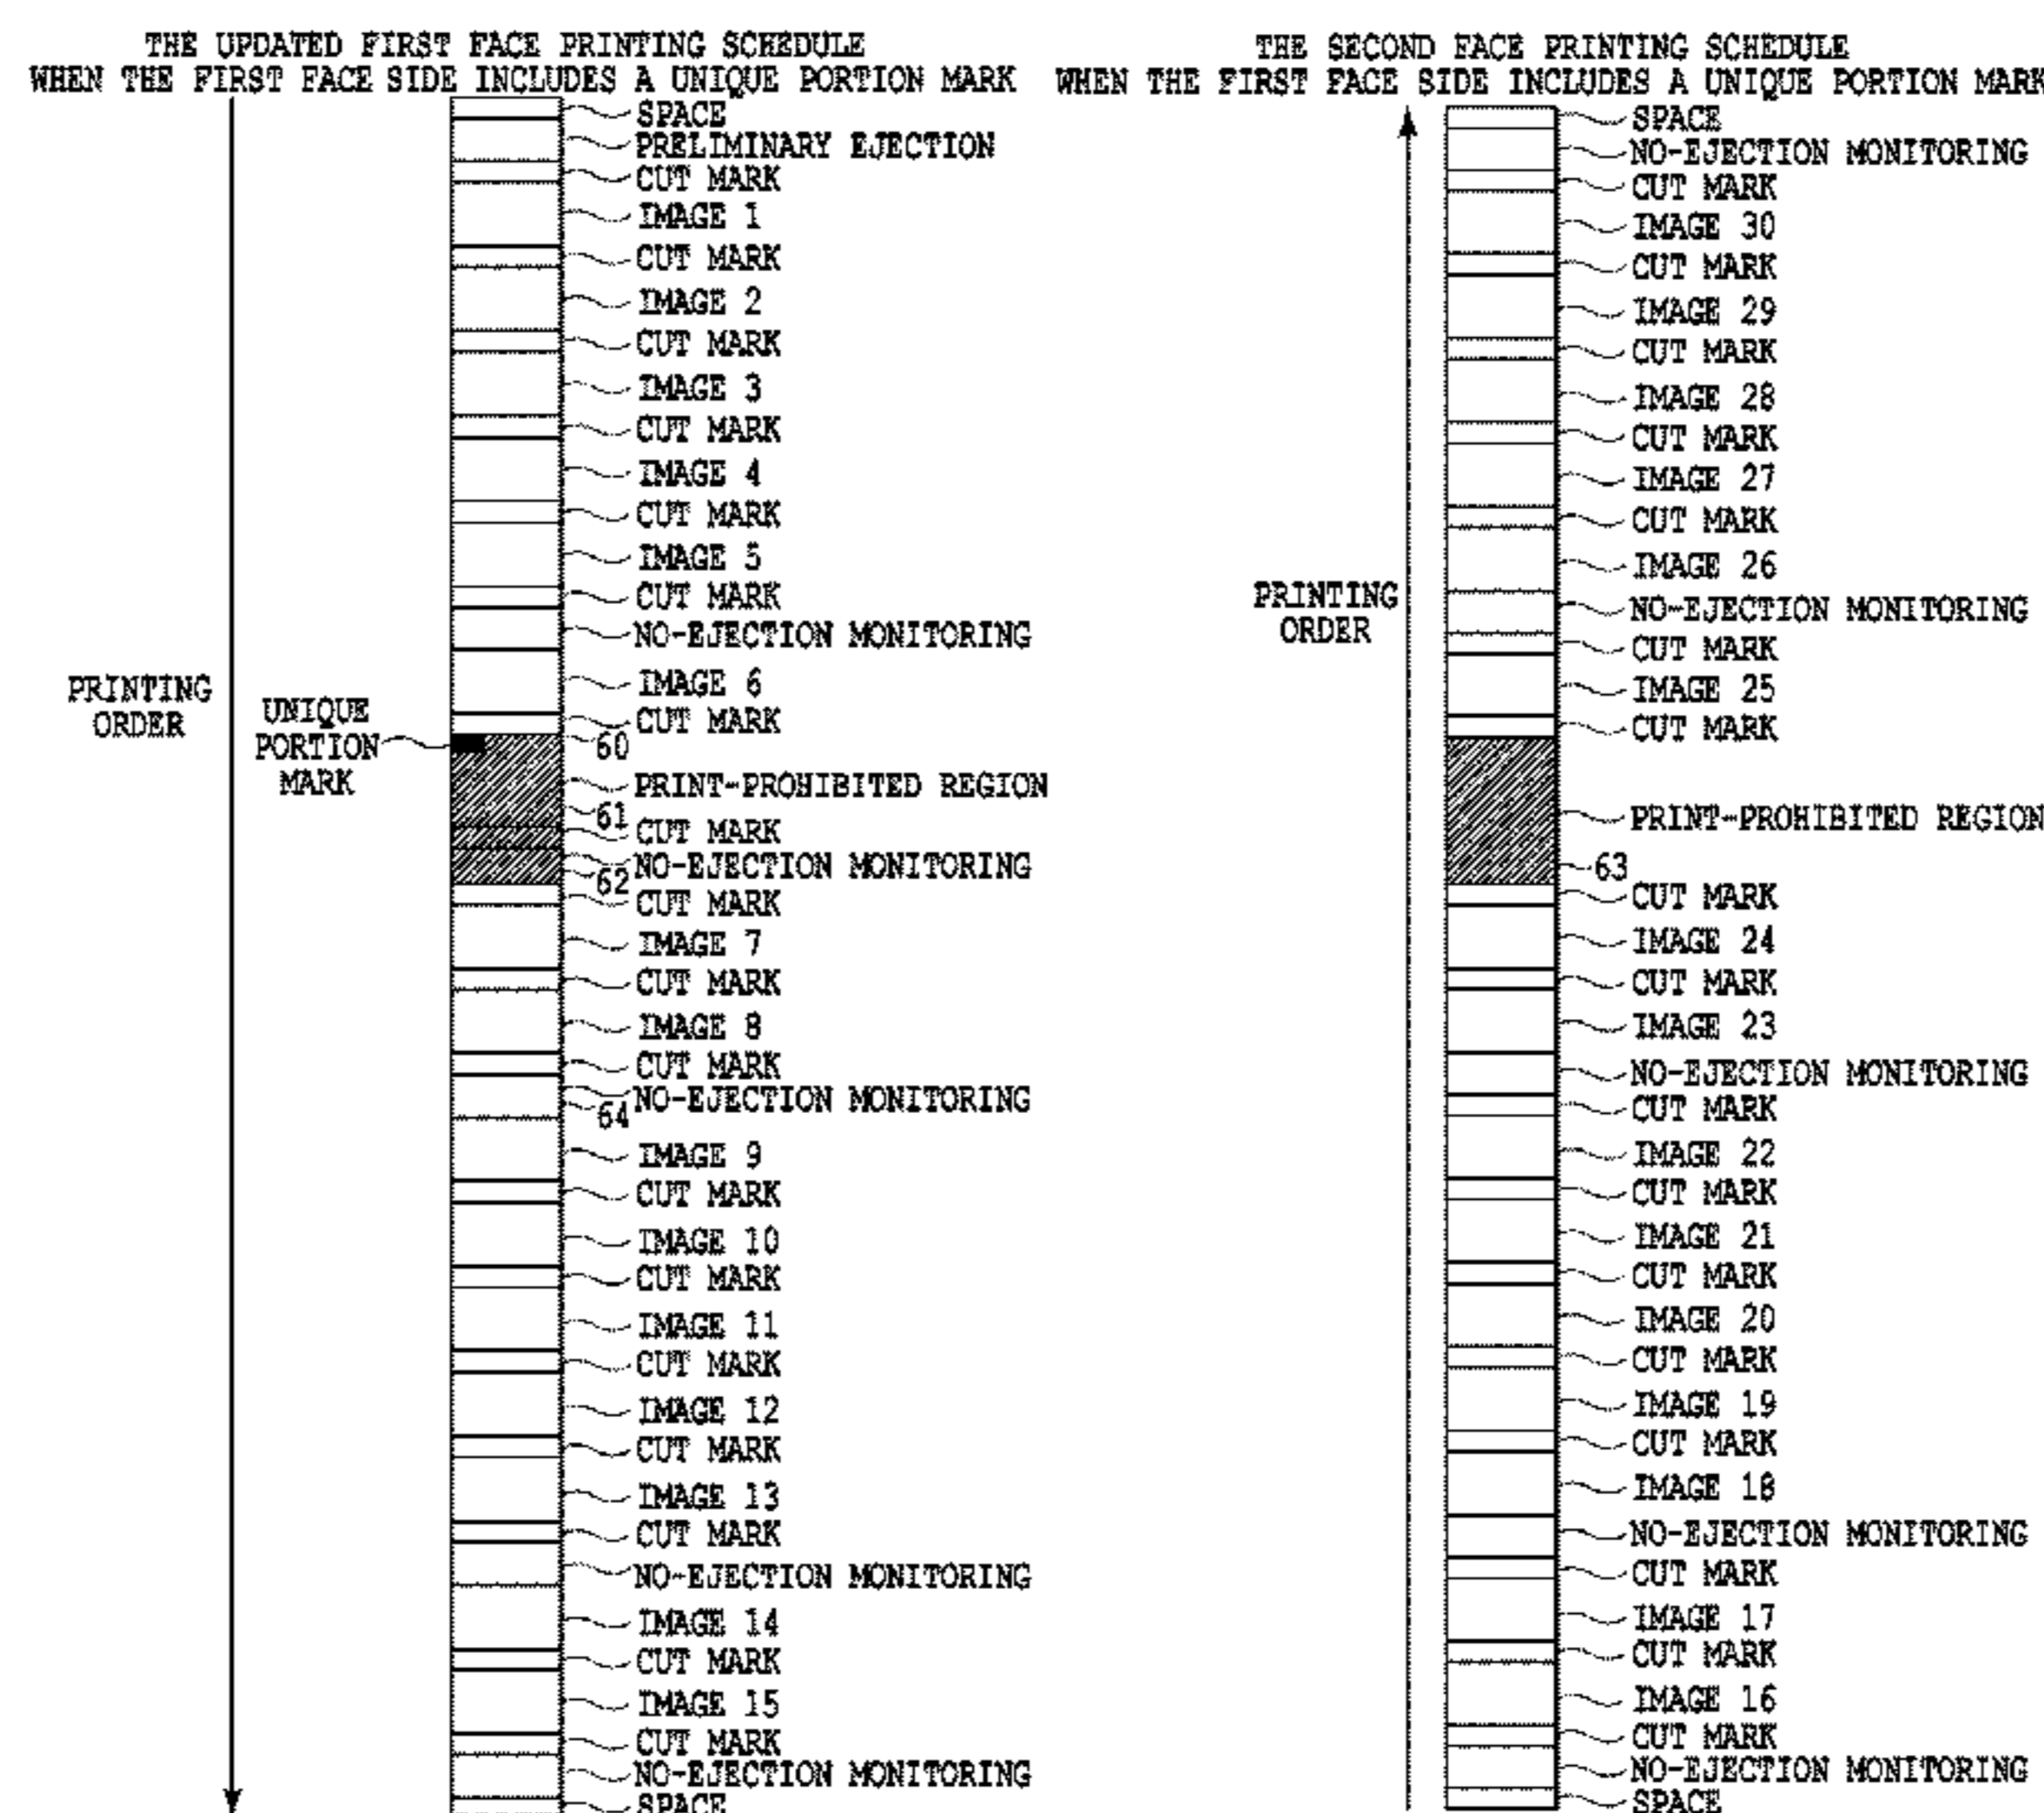 THE UPDATED FIRST FACE PRINTING SCHEDULE
WHEN THE FIRST FACE SIDE INCLUDES A UNIQUE PORTION MARK
SPACE
PRELIMINARY EJECTION
CUT MARK
IMAGE 1
CUT MARK
IMAGE 2
CUT MARK
IMAGE 3
CUT MARK
IMAGE 4
CUT MARK
IMAGE 5
CUT MARK
NO-EJECTION MONITORING
IMAGE 6
CUT MARK
PRINTING
ORDER
UNIQUE
PORTION
MARK
60
PRINT-PROHIBITED REGION
61
CUT MARK
NO-EJECTION MONITORING
62
CUT MARK
IMAGE 7
CUT MARK
IMAGE 8
CUT MARK
NO-EJECTION MONITORING
64
IMAGE 9
CUT MARK
IMAGE 10
CUT MARK
IMAGE 11
CUT MARK
IMAGE 12
CUT MARK
IMAGE 13
CUT MARK
NO-EJECTION MONITORING
IMAGE 14
CUT MARK
IMAGE 15
CUT MARK
NO-EJECTION MONITORING
SPACE
THE SECOND FACE PRINTING SCHEDULE
WHEN THE FIRST FACE SIDE INCLUDES A UNIQUE PORTION MARK
SPACE
NO-EJECTION MONITORING
CUT MARK
IMAGE 30
CUT MARK
IMAGE 29
CUT MARK
IMAGE 28
CUT MARK
IMAGE 27
CUT MARK
IMAGE 26
PRINTING
ORDER
NO-EJECTION MONITORING
CUT MARK
IMAGE 25
CUT MARK
PRINT-PROHIBITED REGION
63
CUT MARK
IMAGE 24
CUT MARK
IMAGE 23
NO-EJECTION MONITORING
CUT MARK
IMAGE 22
CUT MARK
IMAGE 21
CUT MARK
IMAGE 20
CUT MARK
IMAGE 19
CUT MARK
IMAGE 18
NO-EJECTION MONITORING
CUT MARK
IMAGE 17
CUT MARK
IMAGE 16
CUT MARK
NO-EJECTION MONITORING
SPACE